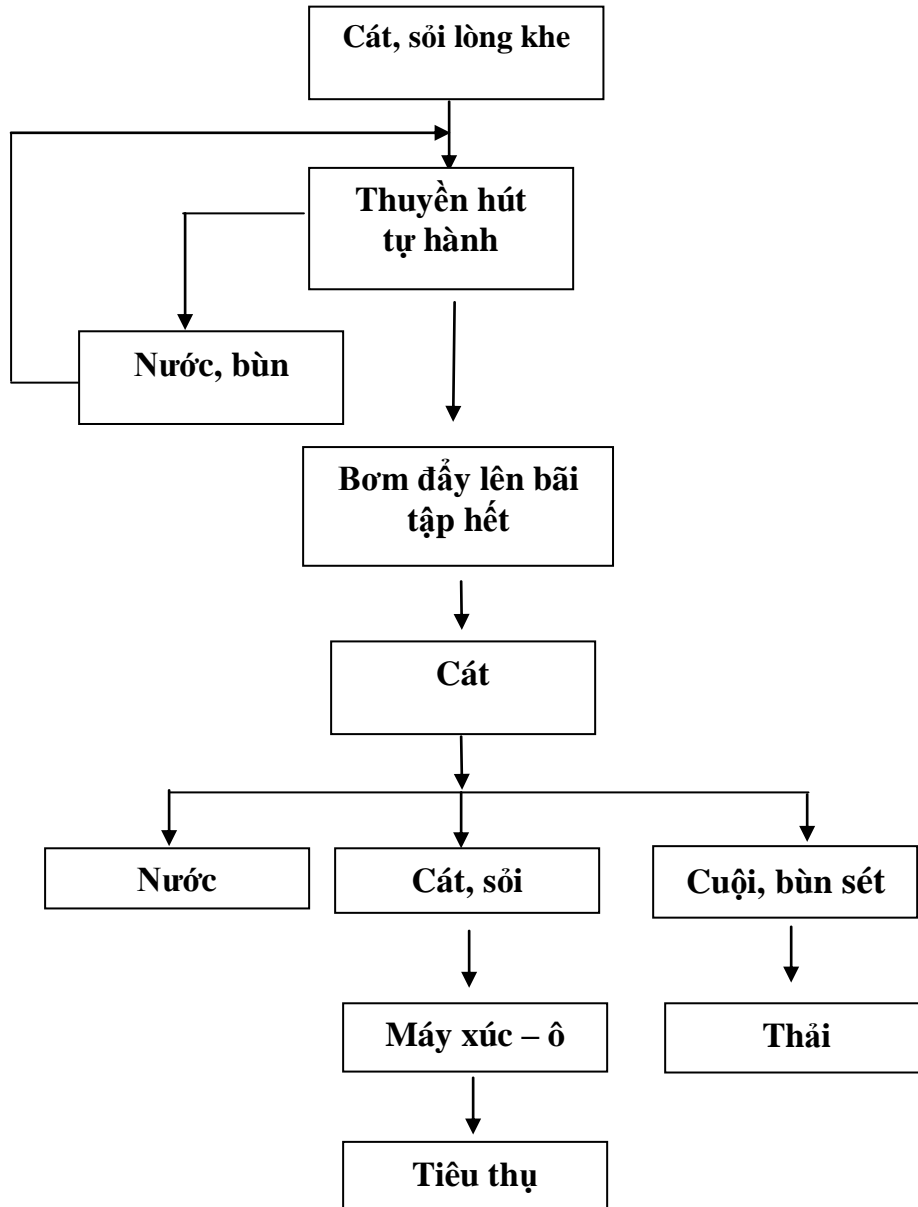 Cát, sỏi lòng khe
Thuyền hút
tự hành
Nước, bùn
Bơm đẩy lên bãi
tập hết
Cát
Nước
Cát, sỏi
Cuội, bùn sét
Máy xúc – ô
Thải
Tiêu thụ